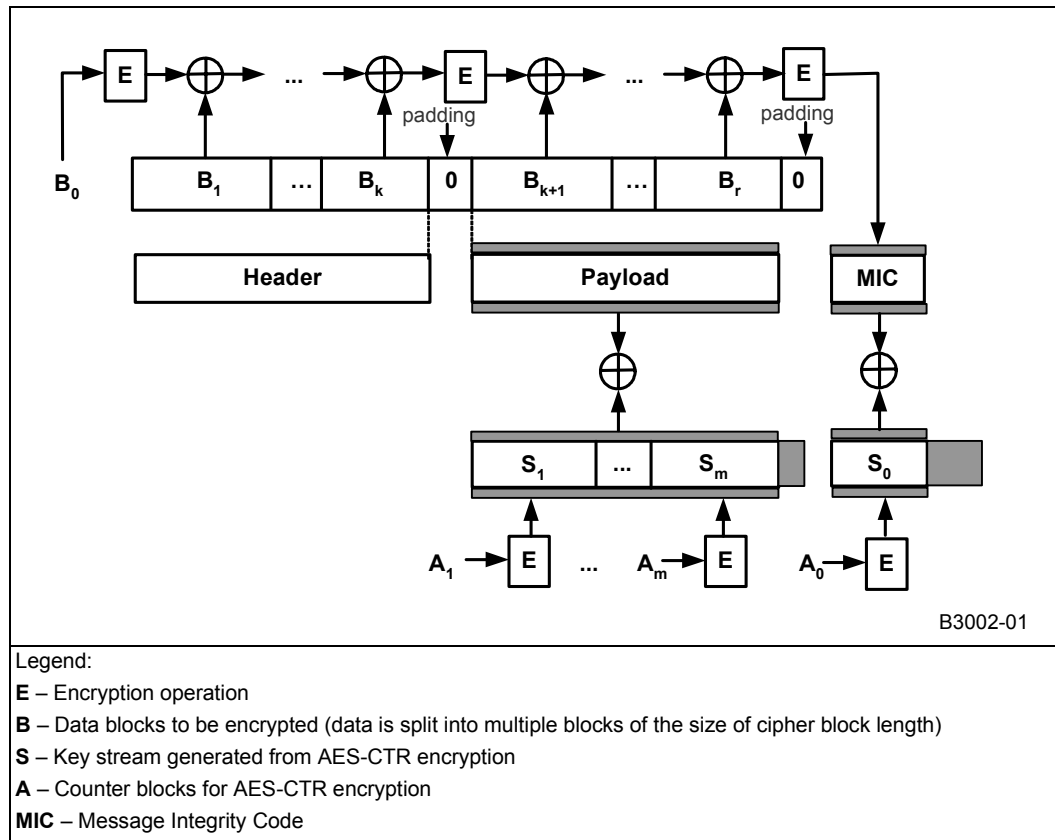 E ... E ... E
padding padding
B0 B1 ... Bk 0 Bk+1 ... Br 0
Header Payload MIC
S1 ... Sm S0
A1 E ... Am E A0 E
B3002-01
Legend:
E – Encryption operation
B – Data blocks to be encrypted (data is split into multiple blocks of the size of cipher block length)
S – Key stream generated from AES-CTR encryption
A – Counter blocks for AES-CTR encryption
MIC – Message Integrity Code